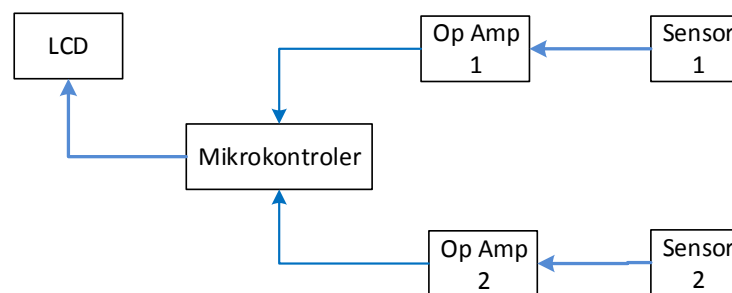 LCD
Op Amp
1
Sensor
1
Mikrokontroler
Op Amp
2
Sensor
2